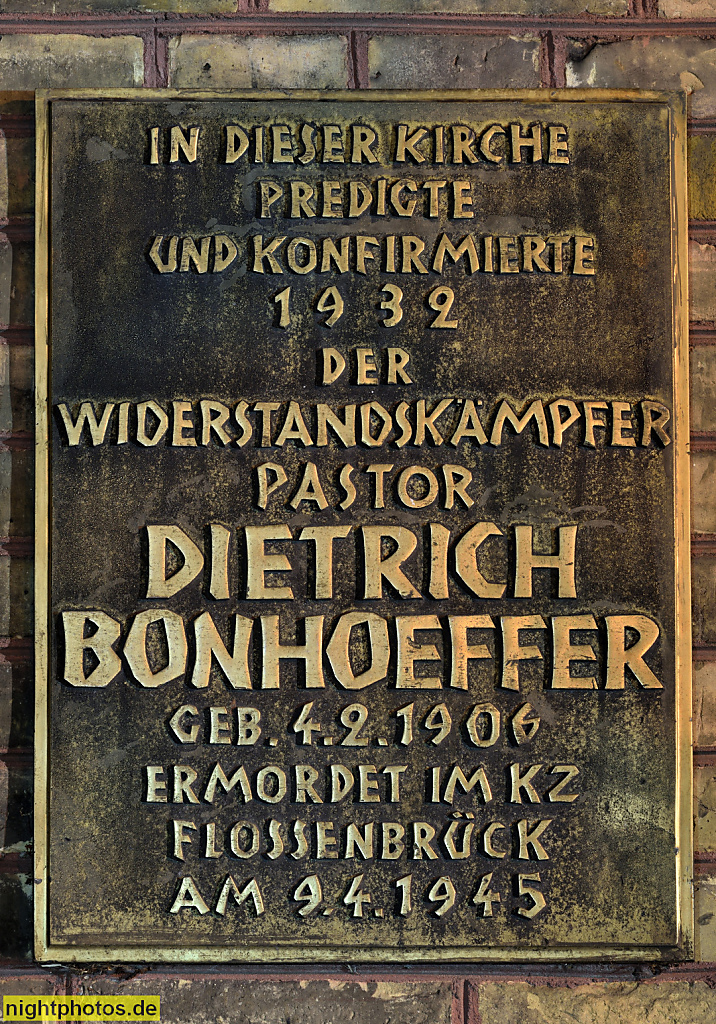 IN DIESER KIRCHE
PREDIGTE
UND KONFIRMIERTE
1932
DER
WIDERSTANDSKÄMPFER
PASTOR
DIETRICH
BONHOEFFER
GEB. 4.2.1906
ERMORDET IM KZ
FLOSSENBRÜCK
AM 9.4.1945
nightphotos.de